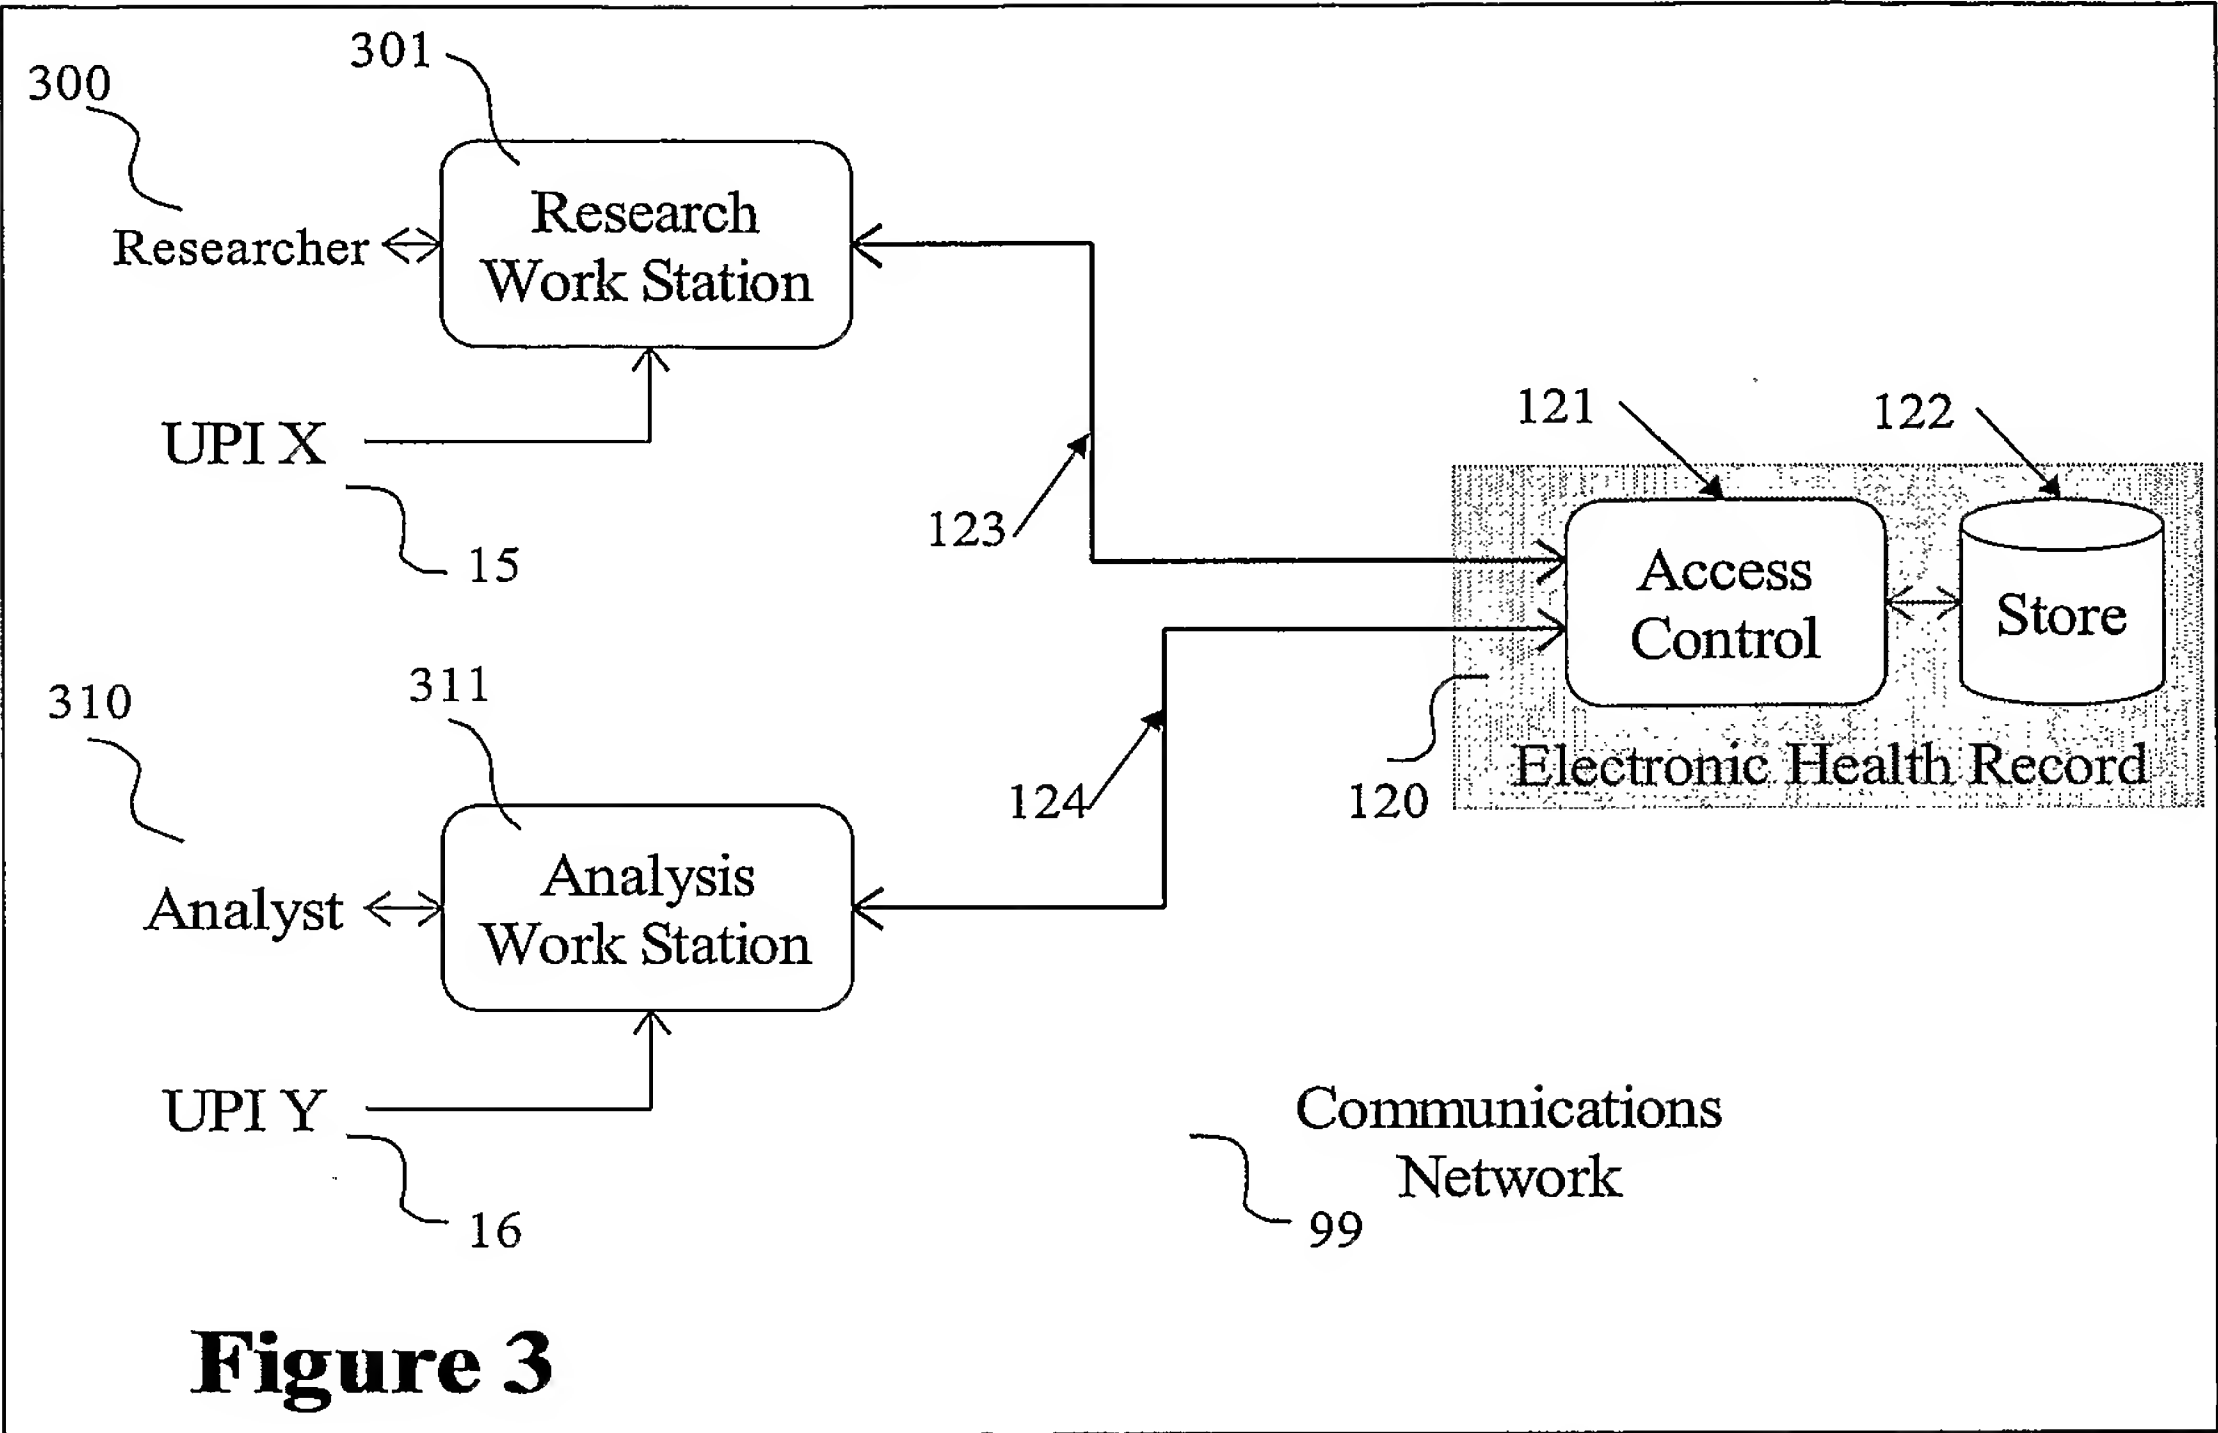 301
300
Research
Work Station
Researcher
UPI X
15
123
121
122
Access
Control
Store
Electronic Health Record
120
124
311
310
Analysis
Work Station
Analyst
UPI Y
16
Communications
Network
99
Figure 3